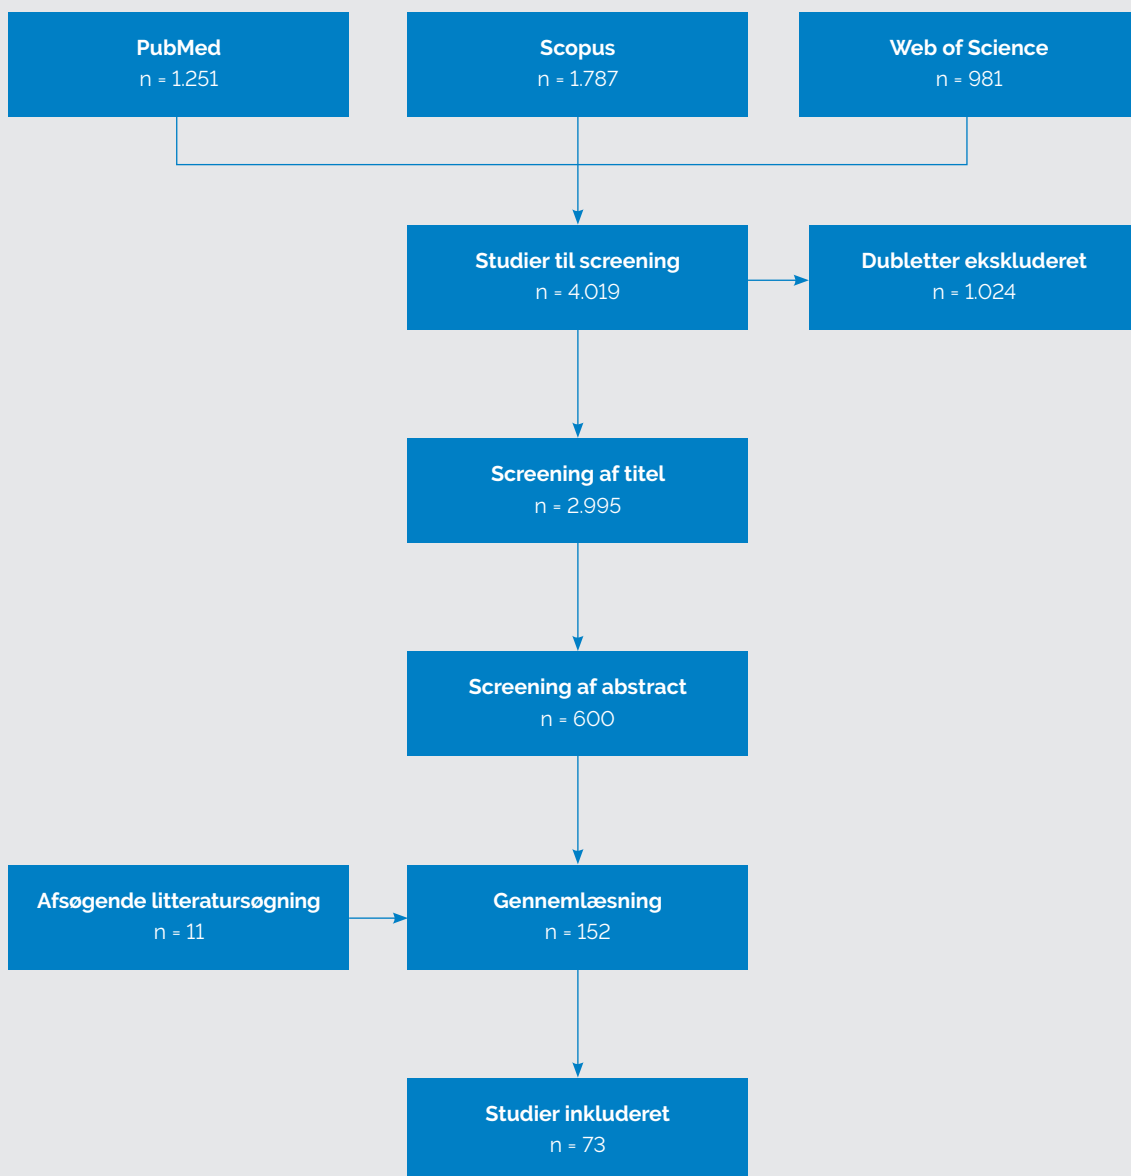 PubMed
n = 1.251
Scopus
n = 1.787
Web of Science
n = 981
Studier til screening
n = 4.019
Dubletter ekskluderet
n = 1.024
Screening af titel
n = 2.995
Screening af abstract
n = 600
Afsøgende litteratursøgning
n = 11
Gennemlæsning
n = 152
Studier inkluderet
n = 73